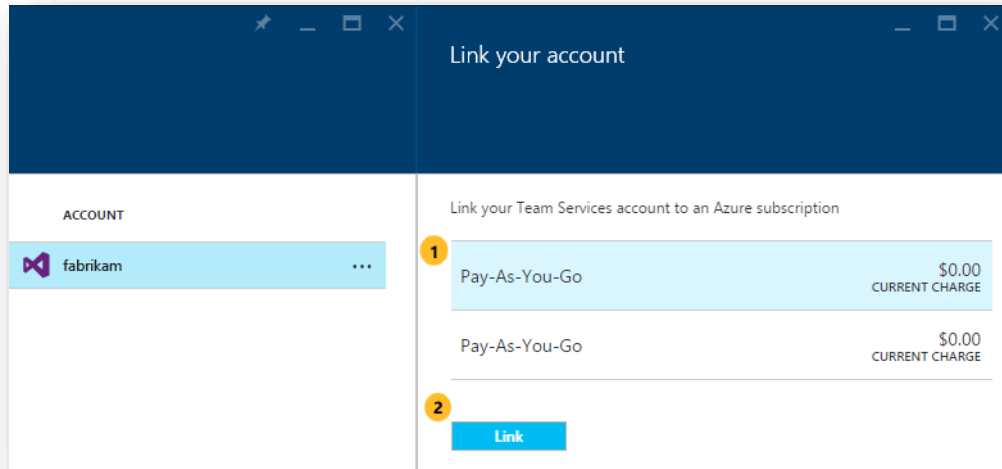 Link your account
ACCOUNT
fabrikam
...
Link your Team Services account to an Azure subscription
1
Pay-As-You-Go
$0.00
CURRENT CHARGE
Pay-As-You-Go
$0.00
CURRENT CHARGE
2
Link